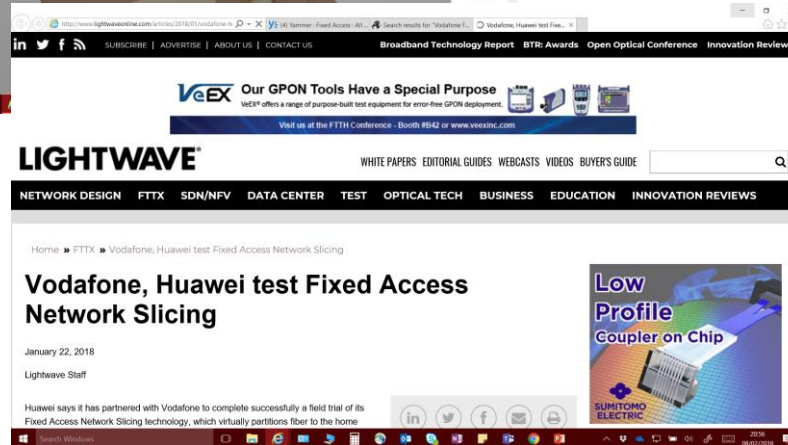 http://www.lightwaveonline.com/articles/2018/01/vodafone-h
(4) Yammer : Fixed Access : All ...
Search results for "Vodafone F...
Vodafone, Huawei test Fixe...
SUBSCRIBE | ADVERTISE | ABOUT US | CONTACT US
Broadband Technology Report BTR: Awards Open Optical Conference Innovation Review
VeEX Our GPON Tools Have a Special Purpose
VeEX® offers a range of purpose-built test equipment for error-free GPON deployment.
Visit us at the FTTH Conference - Booth #B42 or www.veexinc.com
LIGHTWAVE®
WHITE PAPERS EDITORIAL GUIDES WEBCASTS VIDEOS BUYER'S GUIDE
NETWORK DESIGN FTTX SDN/NFV DATA CENTER TEST OPTICAL TECH BUSINESS EDUCATION INNOVATION REVIEWS
Home » FTTX » Vodafone, Huawei test Fixed Access Network Slicing
Vodafone, Huawei test Fixed Access
Network Slicing
January 22, 2018
Lightwave Staff
Huawei says it has partnered with Vodafone to complete successfully a field trial of its
Fixed Access Network Slicing technology, which virtually partitions fiber to the home
Low
Profile
Coupler on Chip
SUMITOMO
ELECTRIC
Search Windows
20:56
08/02/2018